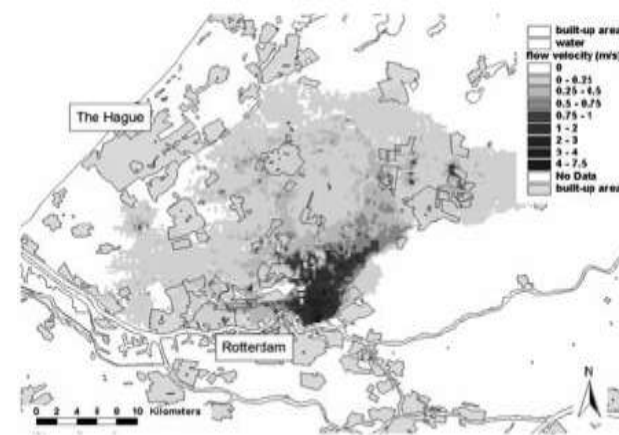 built-up area
water
flow velocity (m/s)
0
0 - 0.25
0.25 - 0.5
0.5 - 0.75
0.75 - 1
1 - 2
2 - 3
3 - 4
4 - 7.5
No Data
built-up area
The Hague
Rotterdam
N
0 2 4 6 8 10 Kilometers